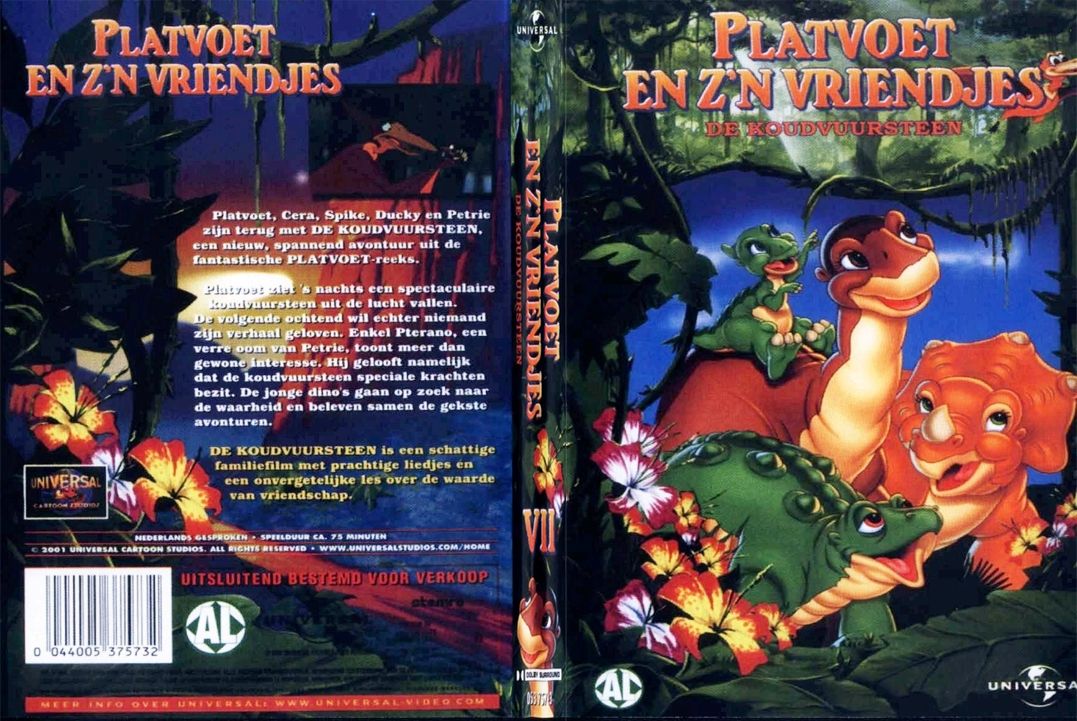 PLATVOET
EN Z'N VRIENDJES
Platvoet, Cera, Spike, Ducky en Petrie
zijn terug met DE KOUDVUURSTEEN,
een nieuw, spannend avontuur uit de
fantastische PLATVOET-reeks.
Platvoet ziet 's nachts een spectaculaire
koudvuursteen uit de lucht vallen.
De volgende ochtend wil echter niemand
zijn verhaal geloven. Enkel Pterano, een
verre oom van Petrie, toont meer dan
gewone interesse. Hij gelooft namelijk
dat de koudvuursteen speciale krachten
bezit. De jonge dino's gaan op zoek naar
de waarheid en beleven samen de gekste
avonturen.
DE KOUDVUURSTEEN is een schattige
familiefilm met prachtige liedjes en
een onvergetelijke les over de waarde
van vriendschap.
UNIVERSAL
CARTOON STUDIOS
NEDERLANDS GESPROKEN • SPEELDUUR CA. 75 MINUTEN
© 2001 UNIVERSAL CARTOON STUDIOS. ALL RIGHTS RESERVED • WWW.UNIVERSALSTUDIOS.COM/HOME
UITSLUITEND BESTEMD VOOR VERKOOP
AL
0 044005 375732
MEER INFO OVER UNIVERSAL: WWW.UNIVERSAL-VIDEO.COM
UNIVERSAL
PLATVOET
EN Z'N VRIENDJES
DE KOUDVUURSTEEN
VII
DOLBY SURROUND
PLATVOET
EN Z'N VRIENDJES
DE KOUDVUURSTEEN
AL
UNIVERSA